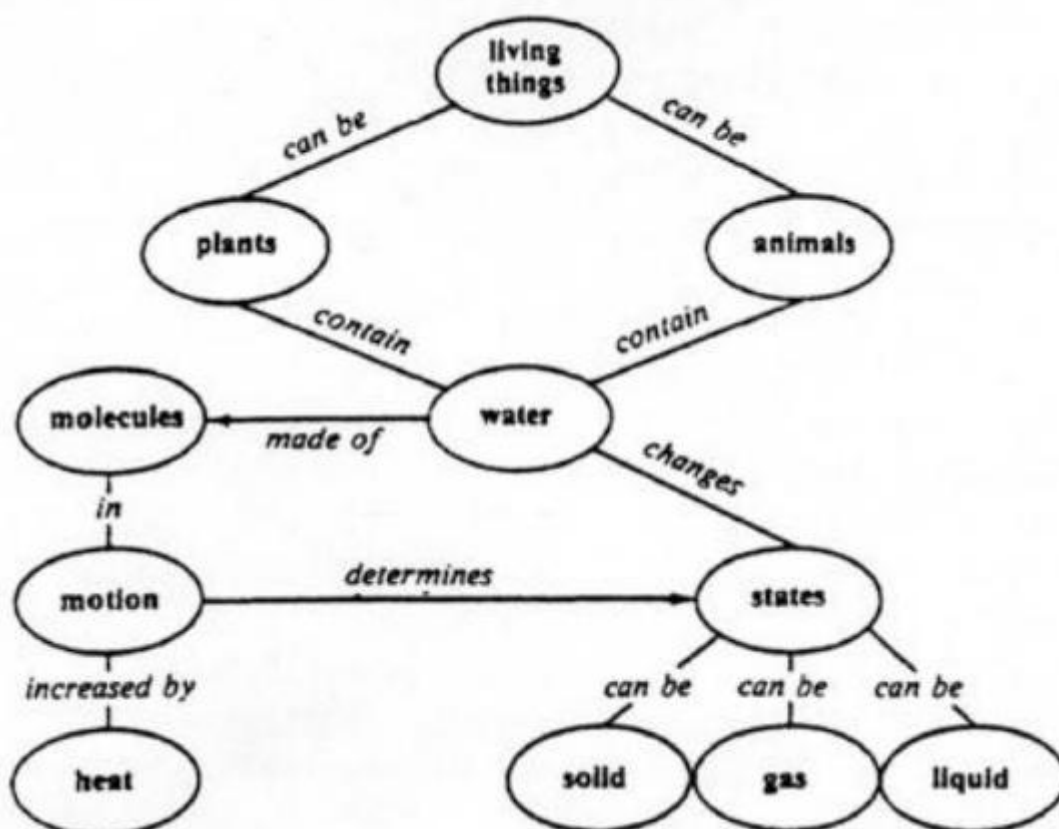 living
things
can be
can be
plants
animals
contain
contain
molecules
made of
water
changes
in
motion
determines
states
increased by
can be
can be
can be
heat
solid
gas
liquid